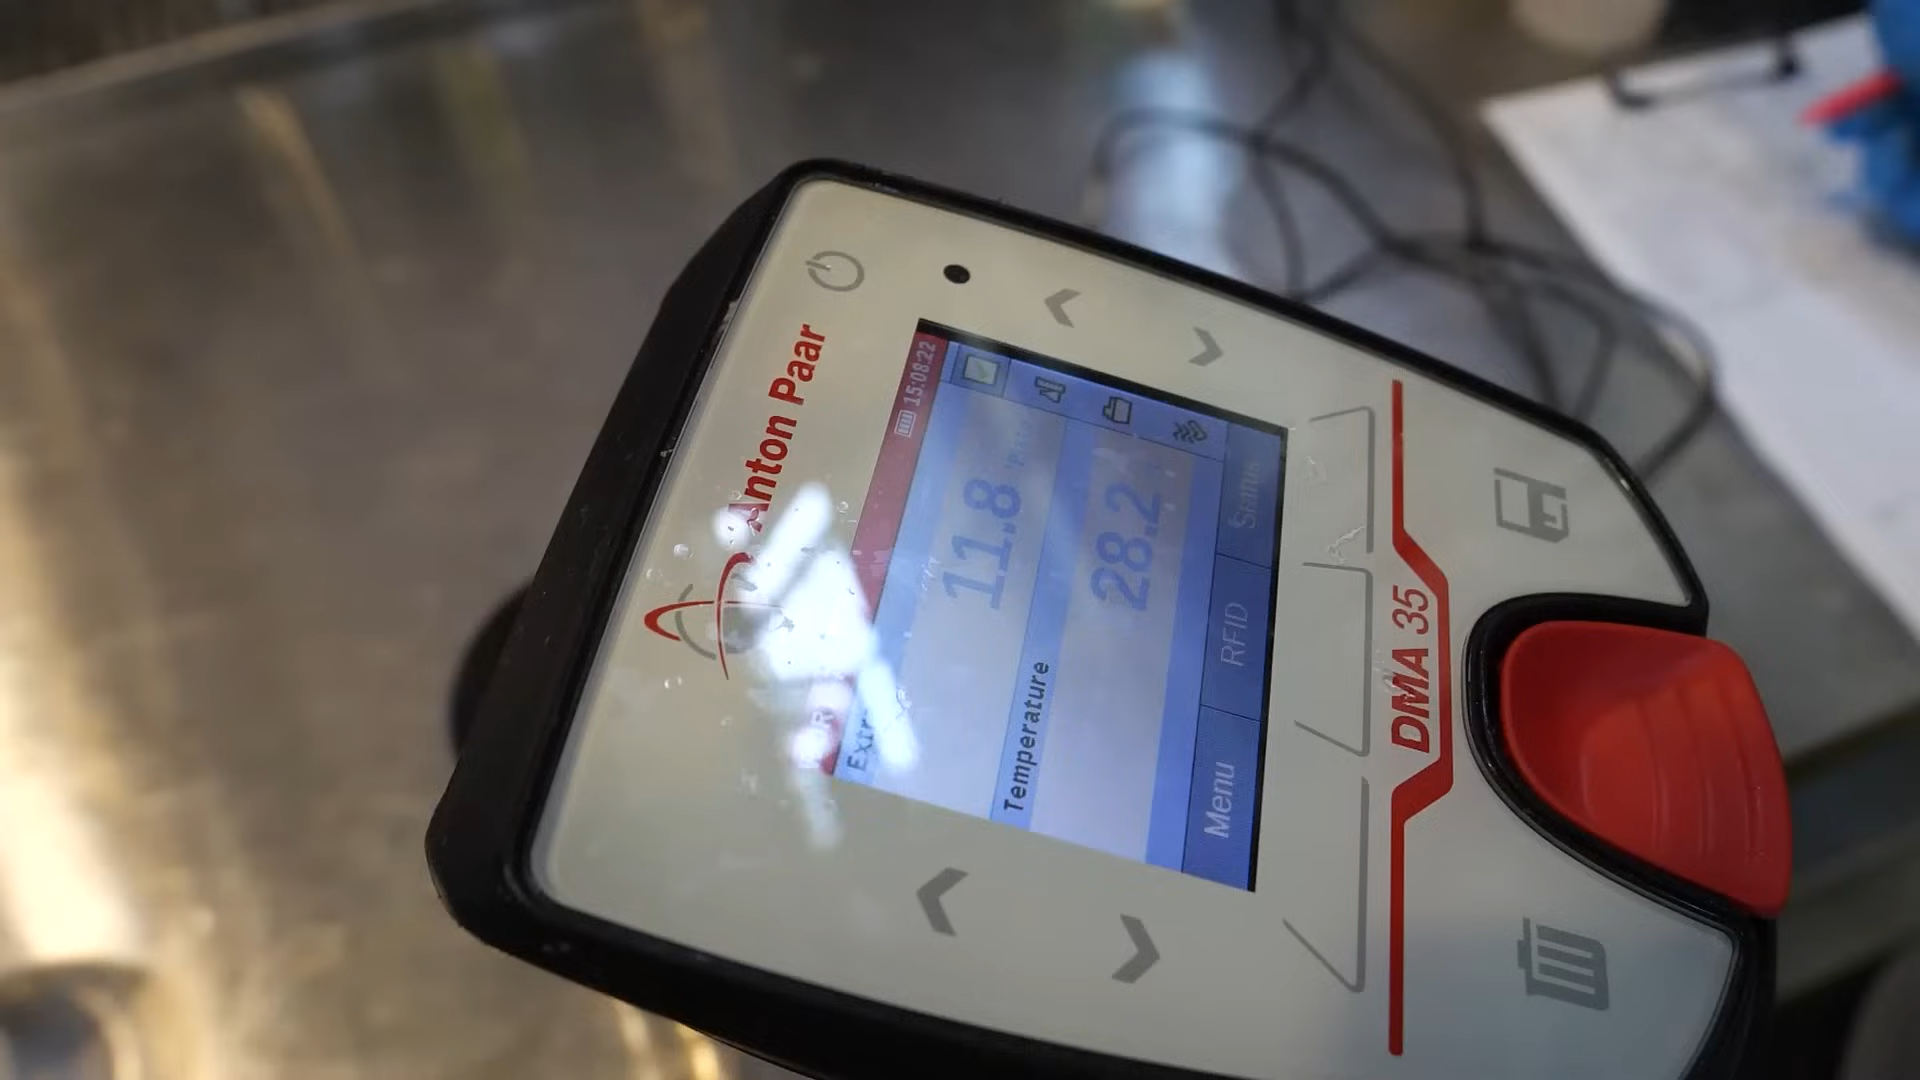 Anton Paar
15:08:22
11.8
Temperature
28.2
Menu
RFID
Status
DMA 35